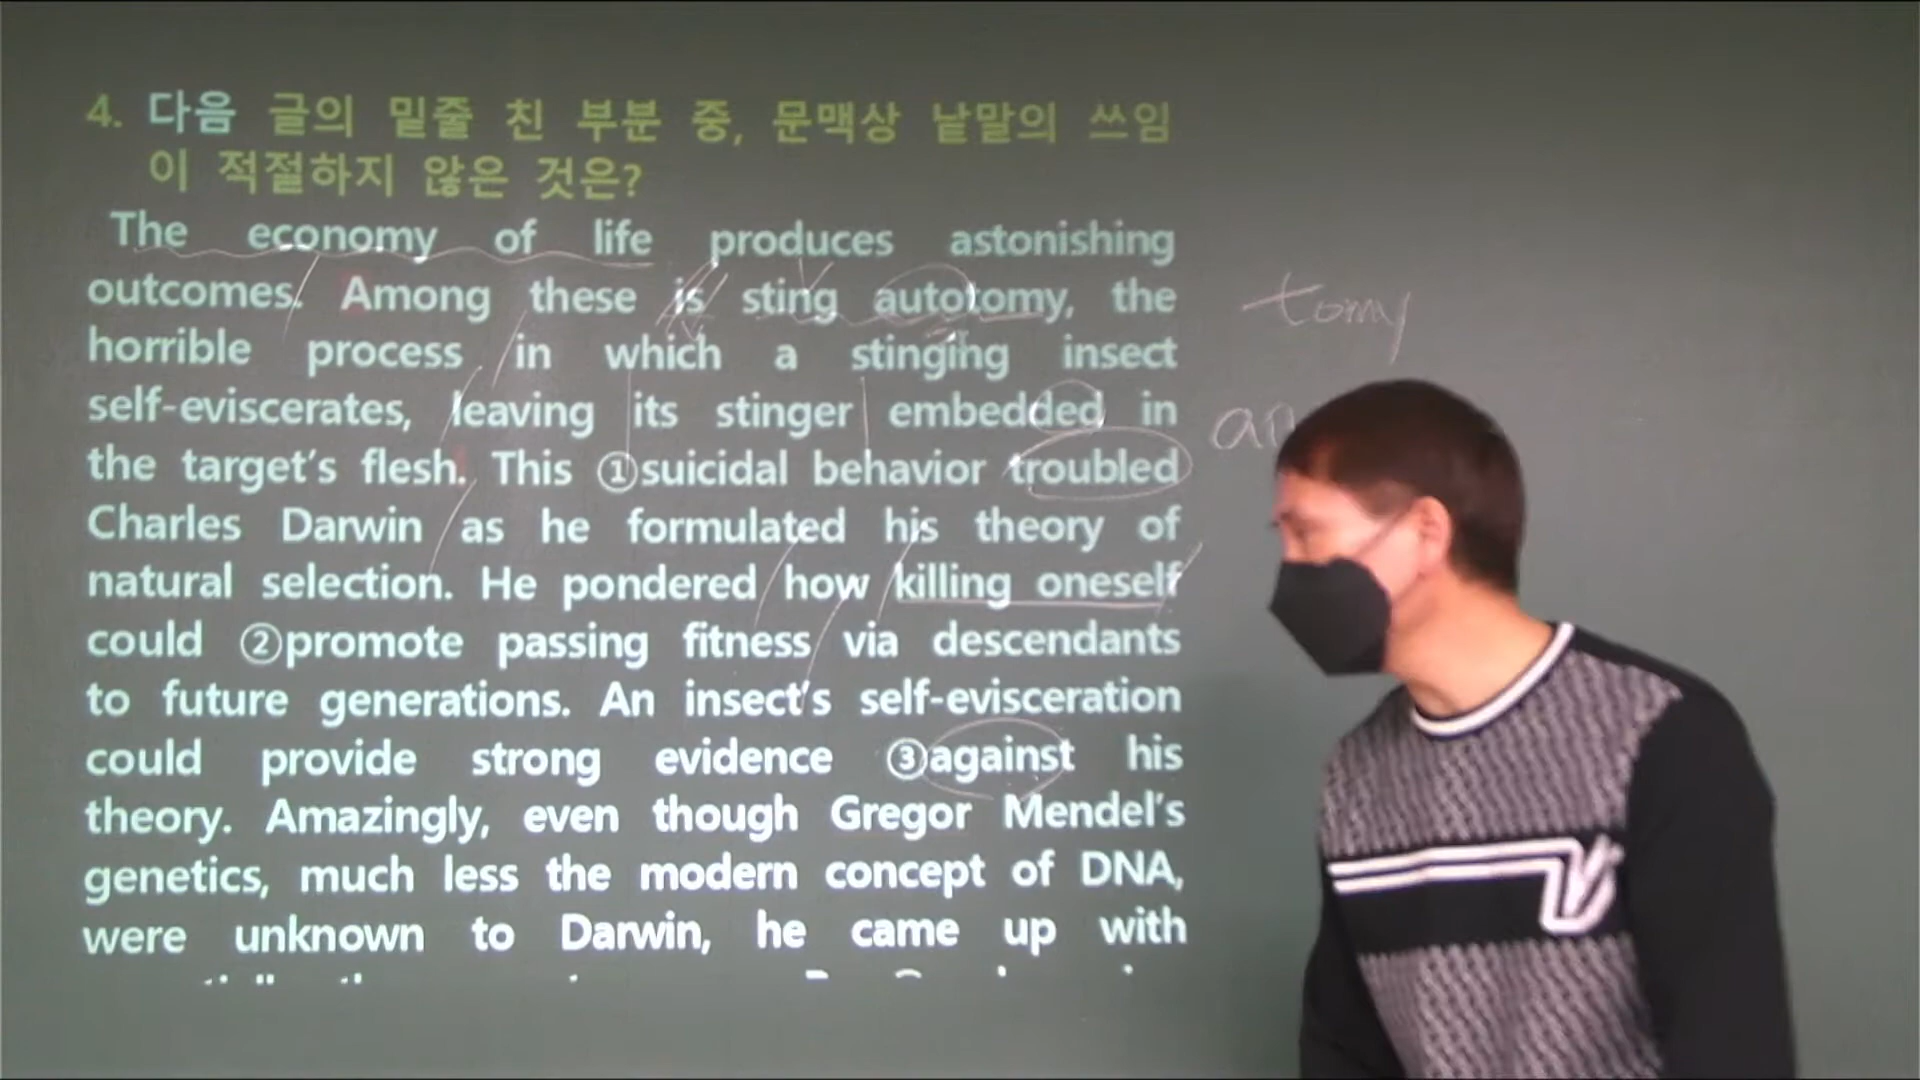 4. 다음 글의 밑줄 친 부분 중, 문맥상 낱말의 쓰임
이 적절하지 않은 것은?
The economy of life produces astonishing
outcomes. Among these is sting autotomy, the
horrible process in which a stinging insect
self-eviscerates, leaving its stinger embedded in
the target's flesh. This ①suicidal behavior troubled
Charles Darwin as he formulated his theory of
natural selection. He pondered how killing oneself
could ②promote passing fitness via descendants
to future generations. An insect's self-evisceration
could provide strong evidence ③against his
theory. Amazingly, even though Gregor Mendel's
genetics, much less the modern concept of DNA,
were unknown to Darwin, he came up with
tomy